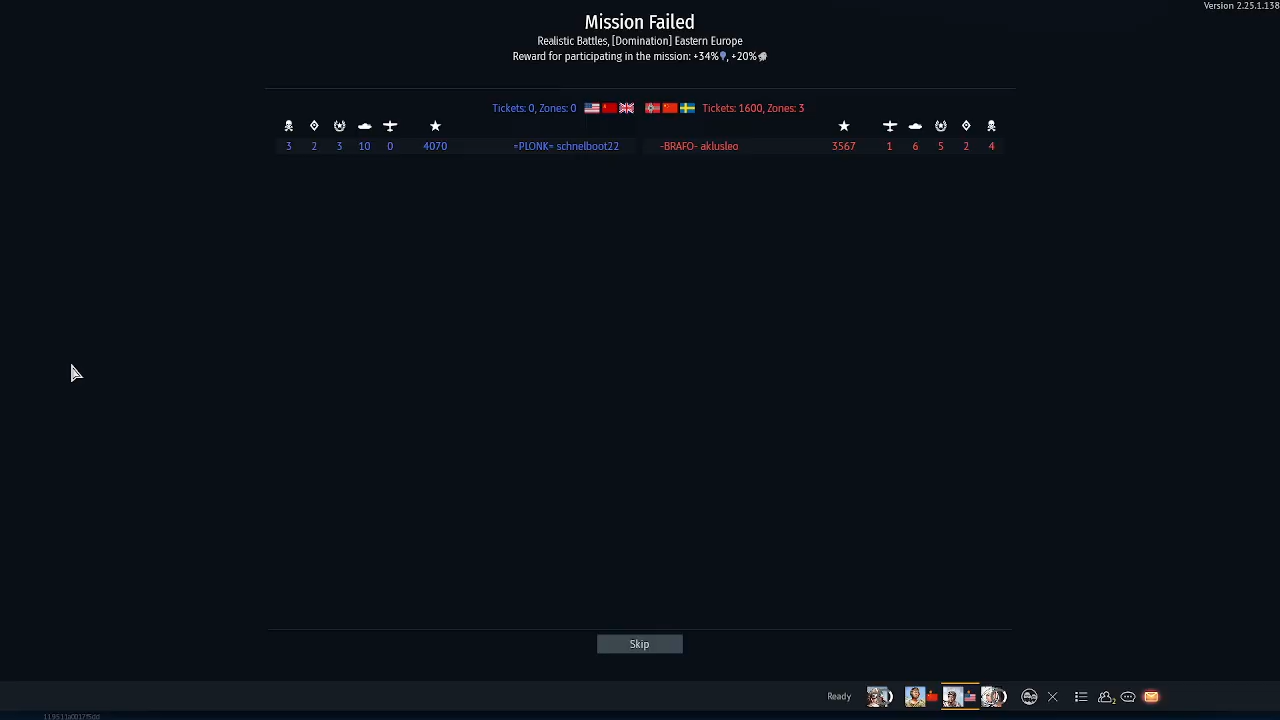 Version 2.25.1.138
Mission Failed
Realistic Battles, [Domination] Eastern Europe
Reward for participating in the mission: +34%, +20%
Tickets: 0, Zones: 0 Tickets: 1600, Zones: 3
3 2 3 10 0 4070 =PLONK= schnelboot22 -BRAFO- aklusleo 3567 1 6 5 2 4
Skip
Ready 2